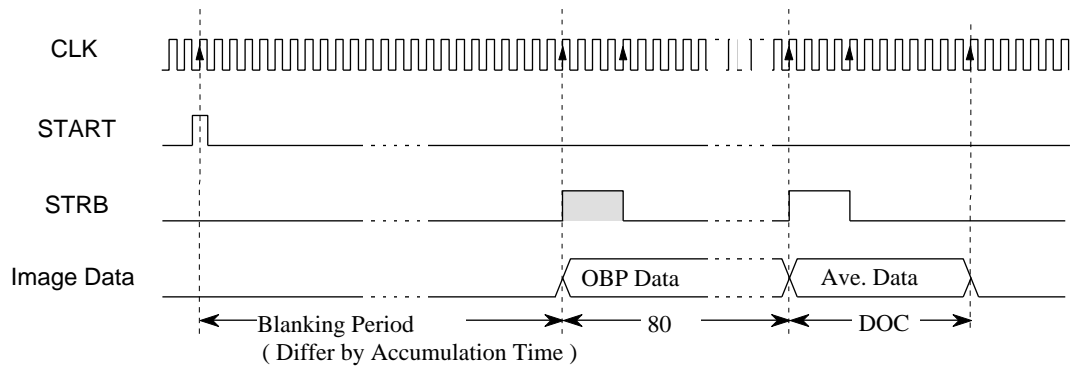 CLK
START
STRB
Image Data
OBP Data
Ave. Data
Blanking Period
80
DOC
( Differ by Accumulation Time )